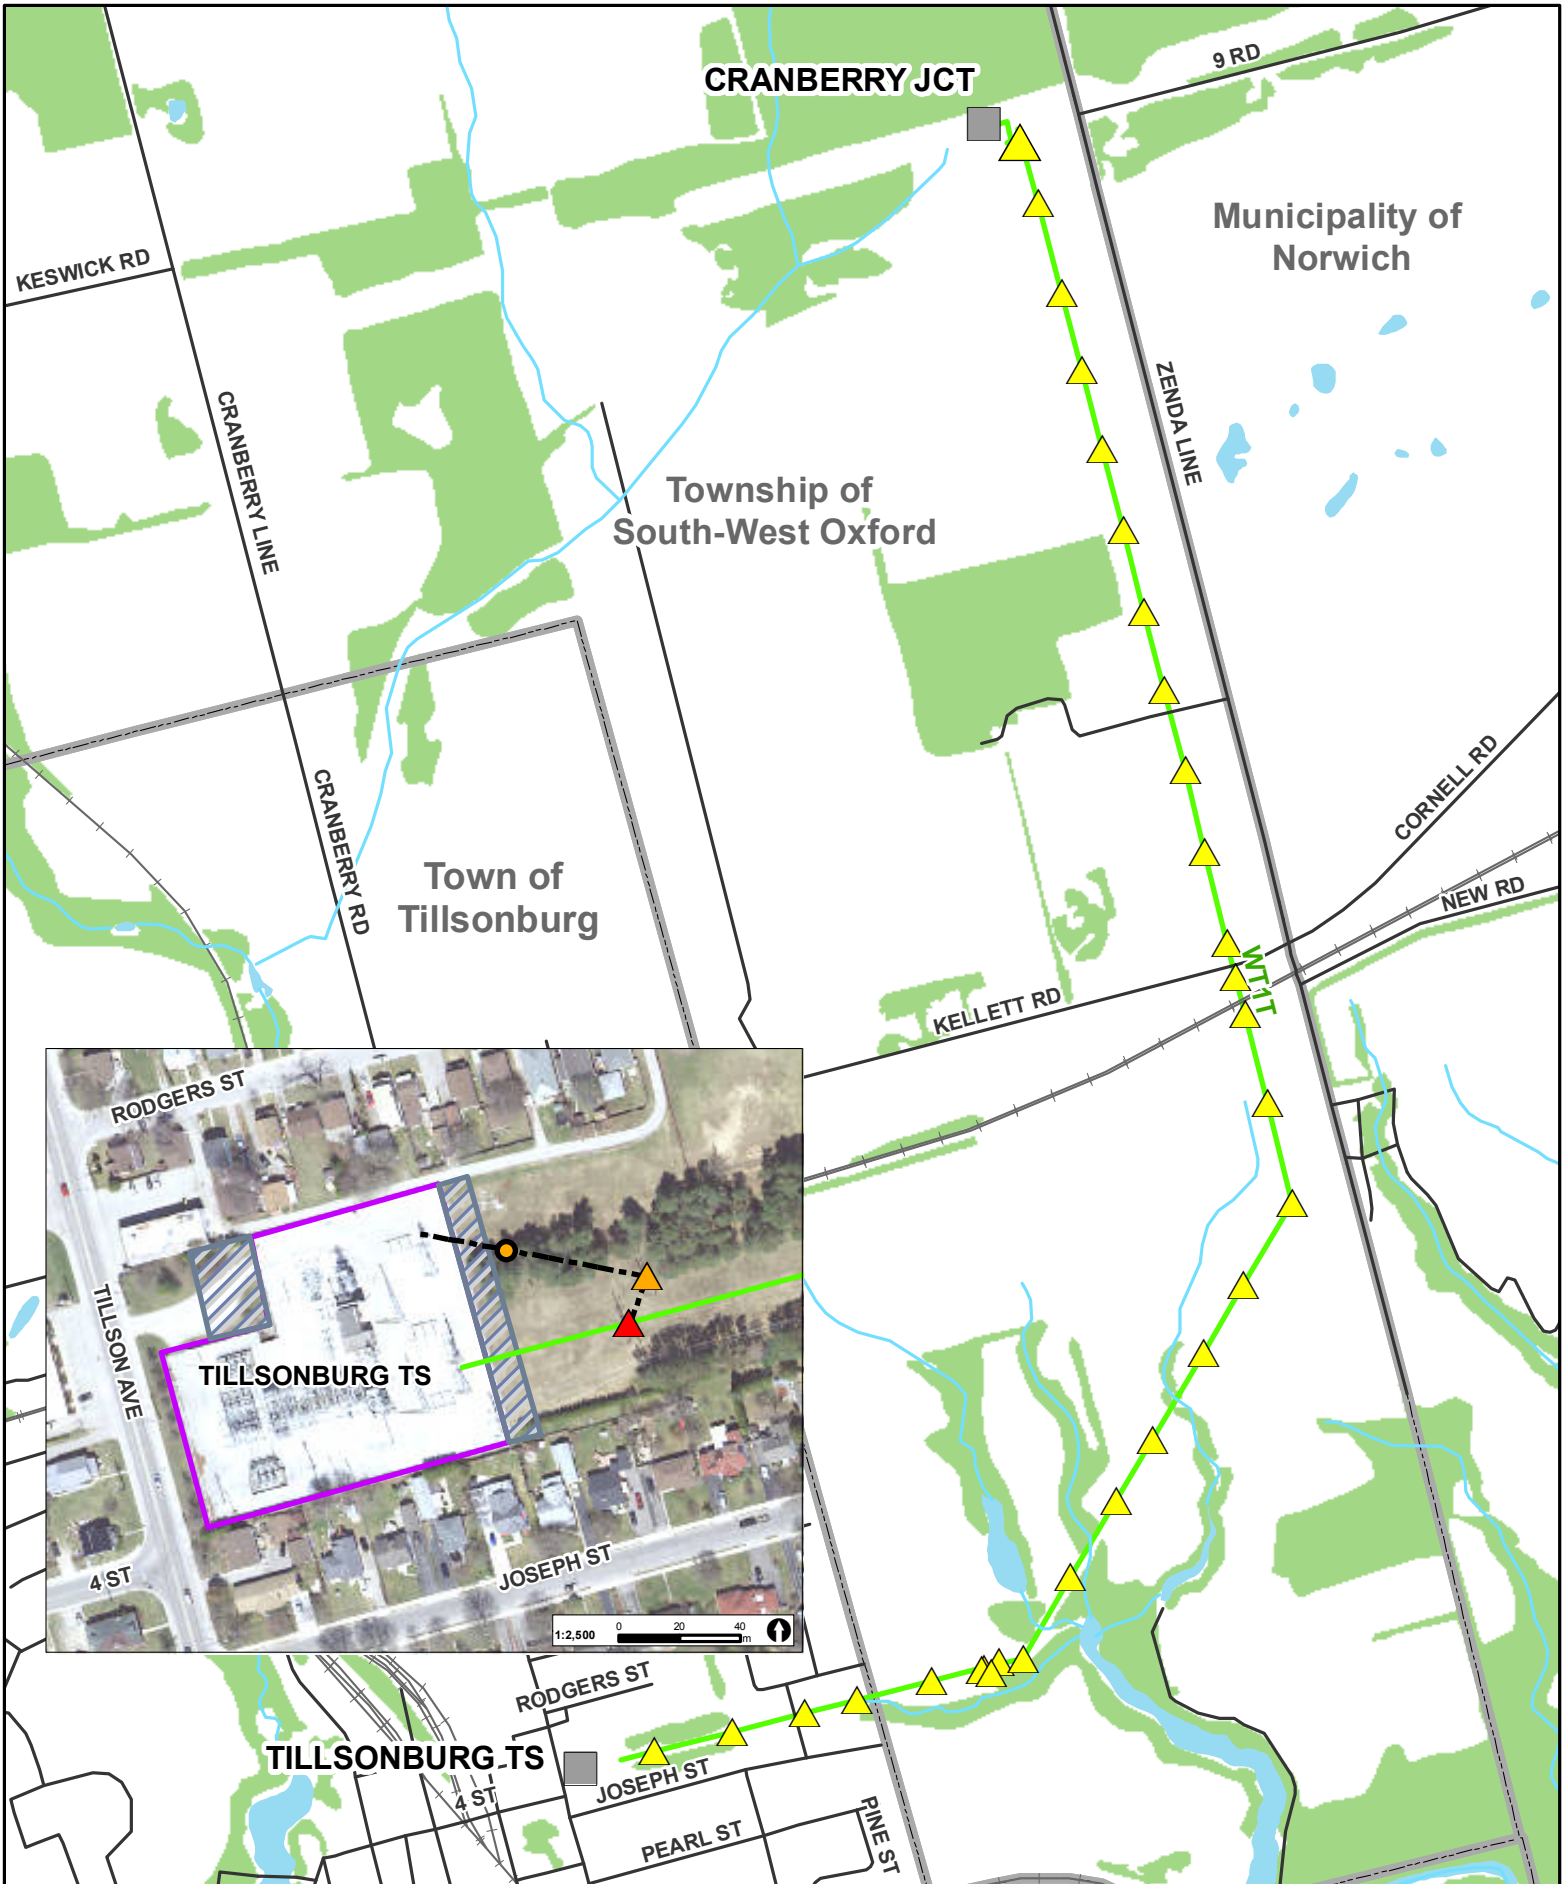 CRANBERRY JCT
9 RD
Municipality of
Norwich
KESWICK RD
CRANBERRY LINE
ZENDA LINE
Township of
South-West Oxford
CORNELL RD
CRANBERRY RD
Town of
Tillsonburg
NEW RD
WT1T
KELLETT RD
RODGERS ST
TILLSON AVE
TILLSONBURG TS
4 ST
JOSEPH ST
1:2,500
0 20 40
m
RODGERS ST
TILLSONBURG TS
JOSEPH ST
4 ST
PEARL ST
PINE ST